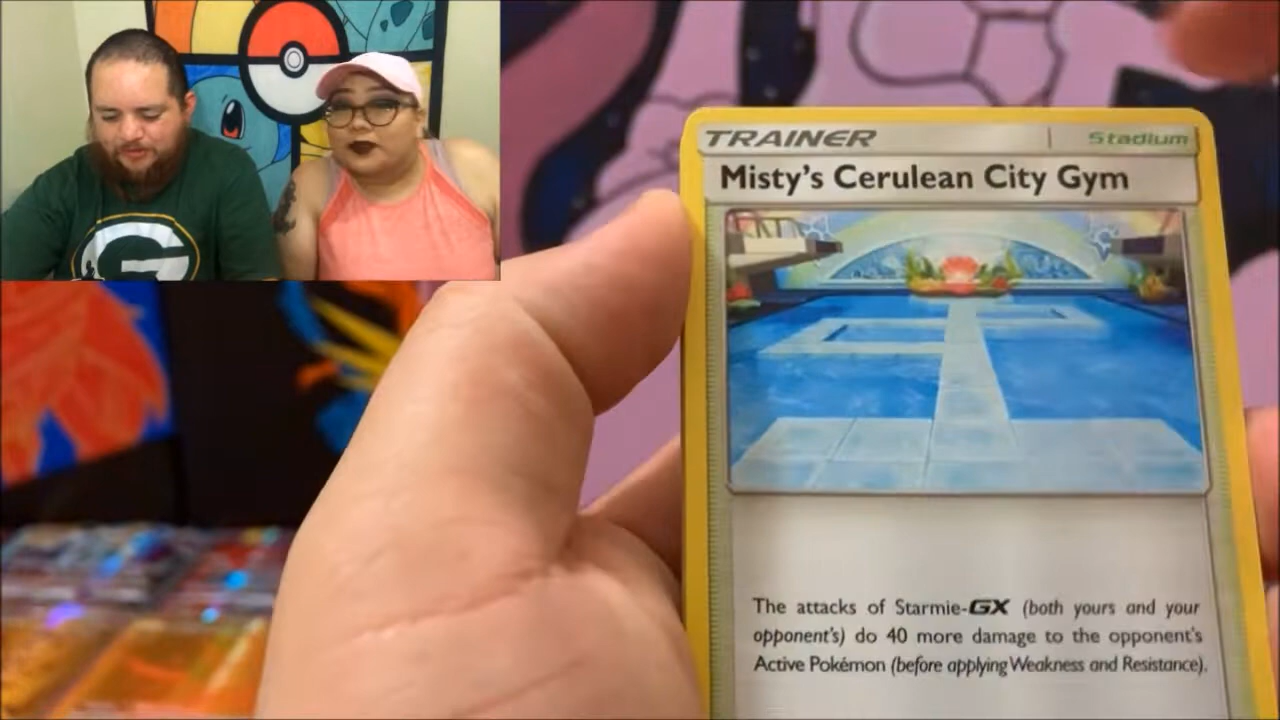 G
TRAINER Stadium
Misty's Cerulean City Gym
The attacks of Starmie-GX (both yours and your
opponent's) do 40 more damage to the opponent's
Active Pokémon (before applying Weakness and Resistance).